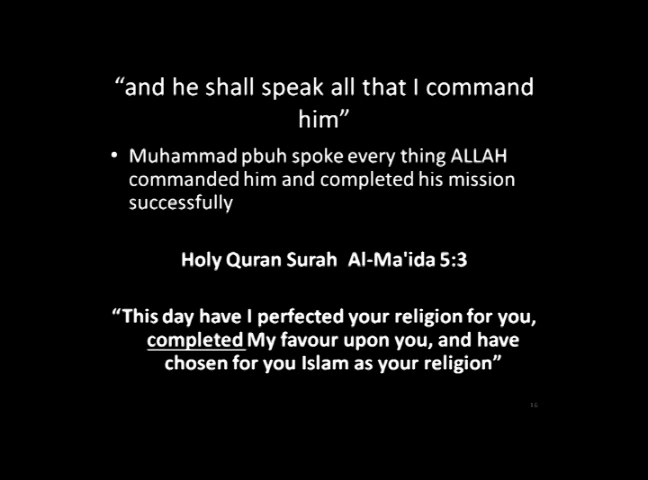 “and he shall speak all that I command
him”
• Muhammad pbuh spoke every thing ALLAH
commanded him and completed his mission
successfully
Holy Quran Surah Al-Ma'ida 5:3
“This day have I perfected your religion for you,
completed My favour upon you, and have
chosen for you Islam as your religion”